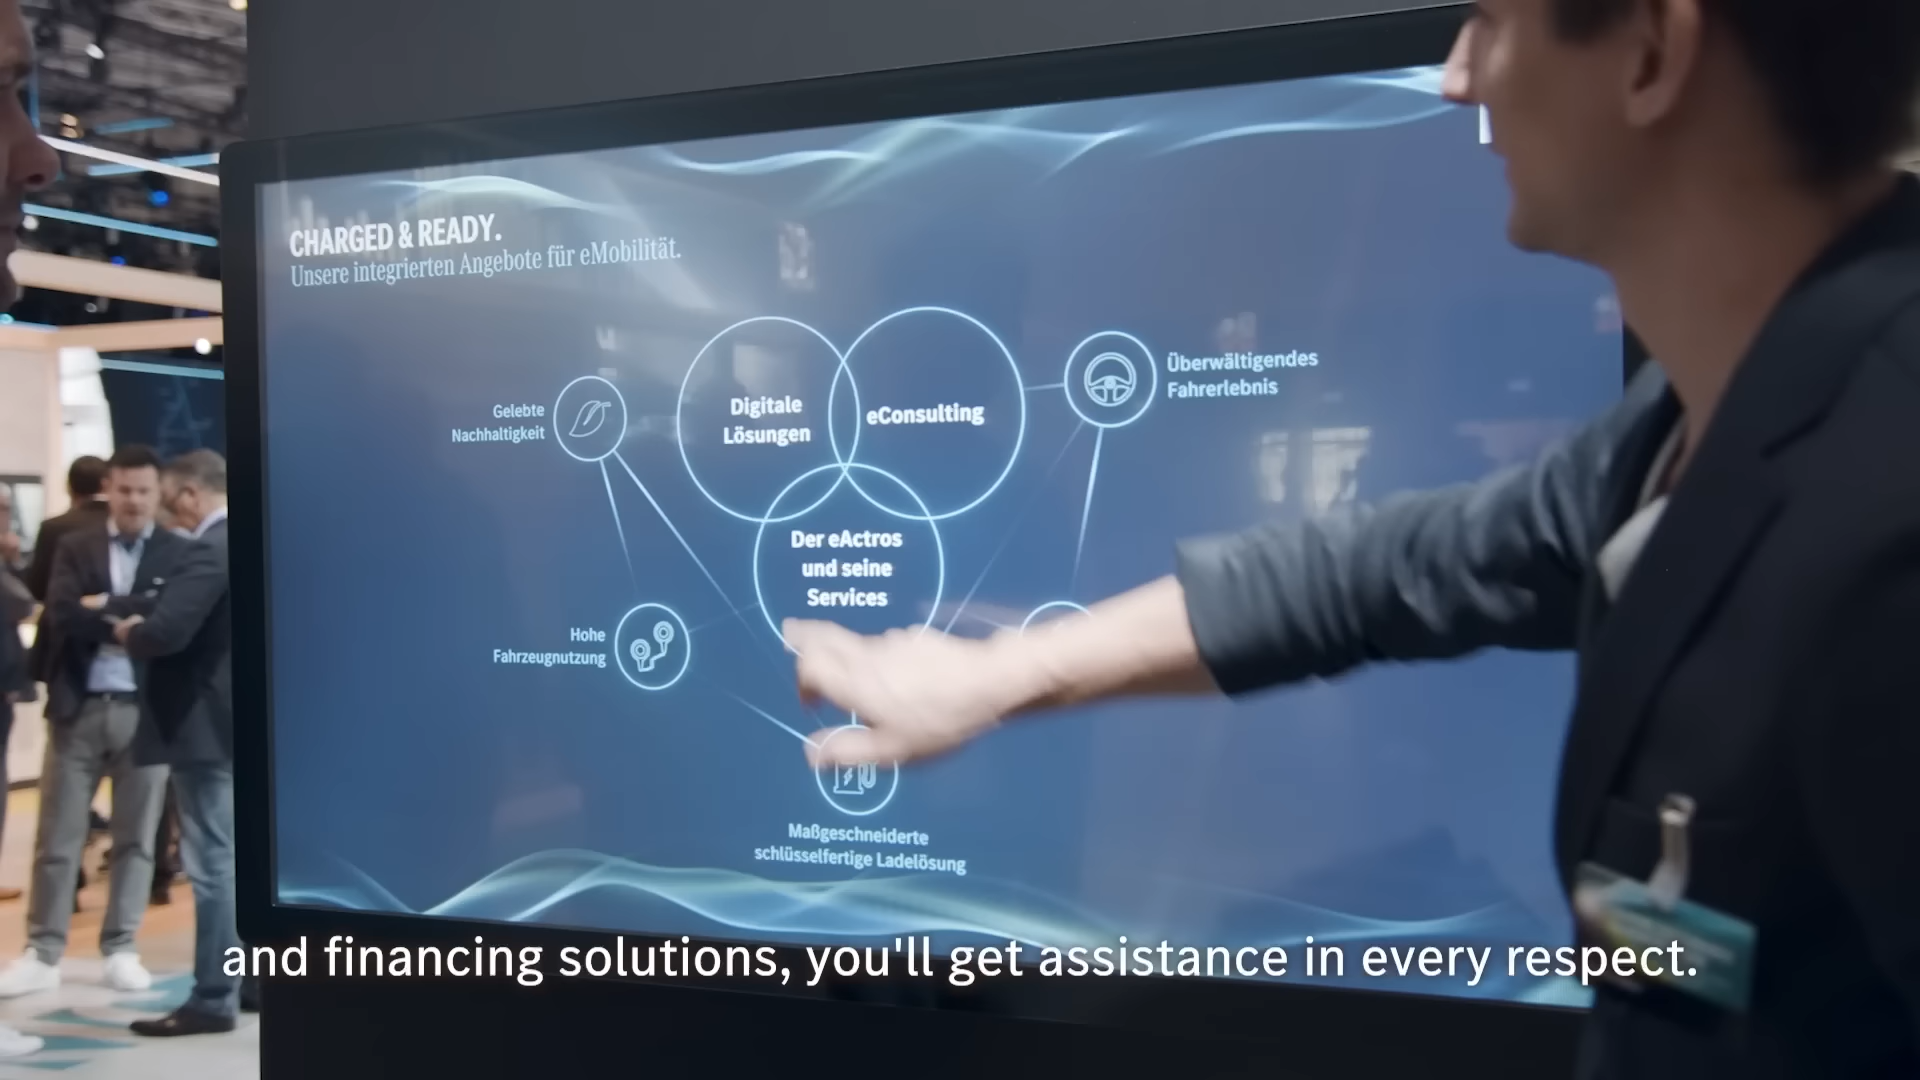 CHARGED & READY.
Unsere integrierten Angebote für eMobilität.
Digitale
Lösungen
eConsulting
Überwältigendes
Fahrerlebnis
Gelebte
Nachhaltigkeit
Der eActros
und seine
Services
Hohe
Fahrzeugnutzung
Maßgeschneiderte
schlüsselfertige Ladelösung
and financing solutions, you'll get assistance in every respect.